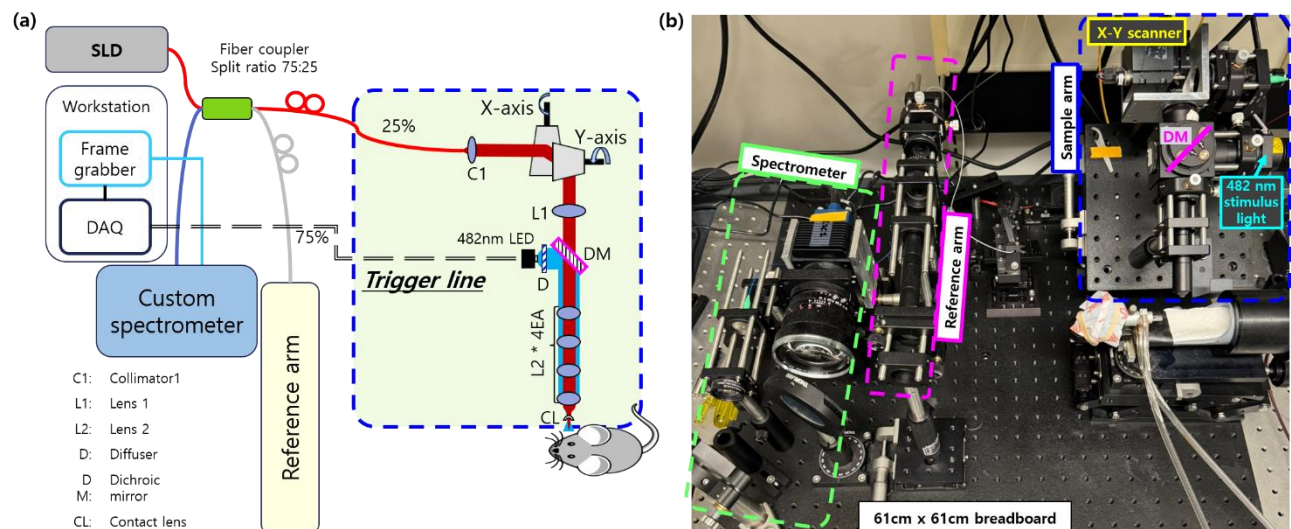 (a)
SLD
Fiber coupler
Split ratio 75:25
Workstation
Frame
grabber
DAQ
25%
75%
X-axis
Y-axis
C1
L1
482nm LED
DM
D
Trigger line
L2 * 4EA
CL
Custom
spectrometer
Reference arm
C1: Collimator1
L1: Lens 1
L2: Lens 2
D: Diffuser
D Dichroic
M: mirror
CL: Contact lens
(b)
X-Y scanner
Sample arm
DM
482 nm
stimulus
light
Spectrometer
Reference arm
61cm x 61cm breadboard